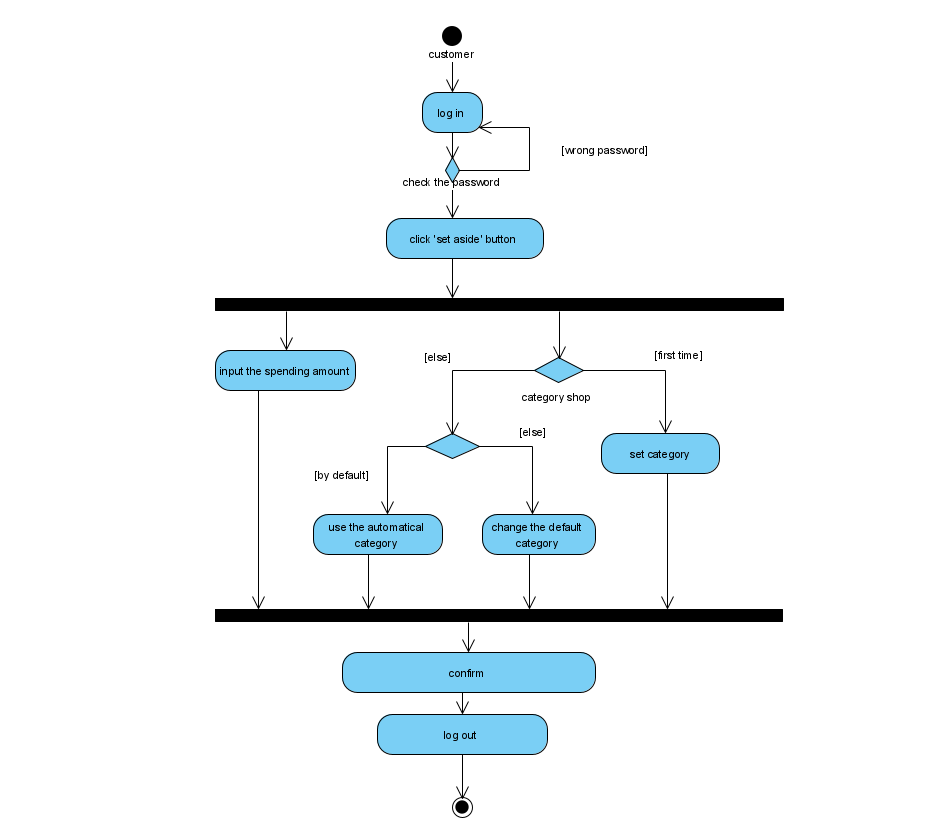 customer
log in
[wrong password]
check the password
click 'set aside' button
[else]
[first time]
input the spending amount
category shop
[else]
set category
[by default]
use the automatical
category
change the default
category
confirm
log out